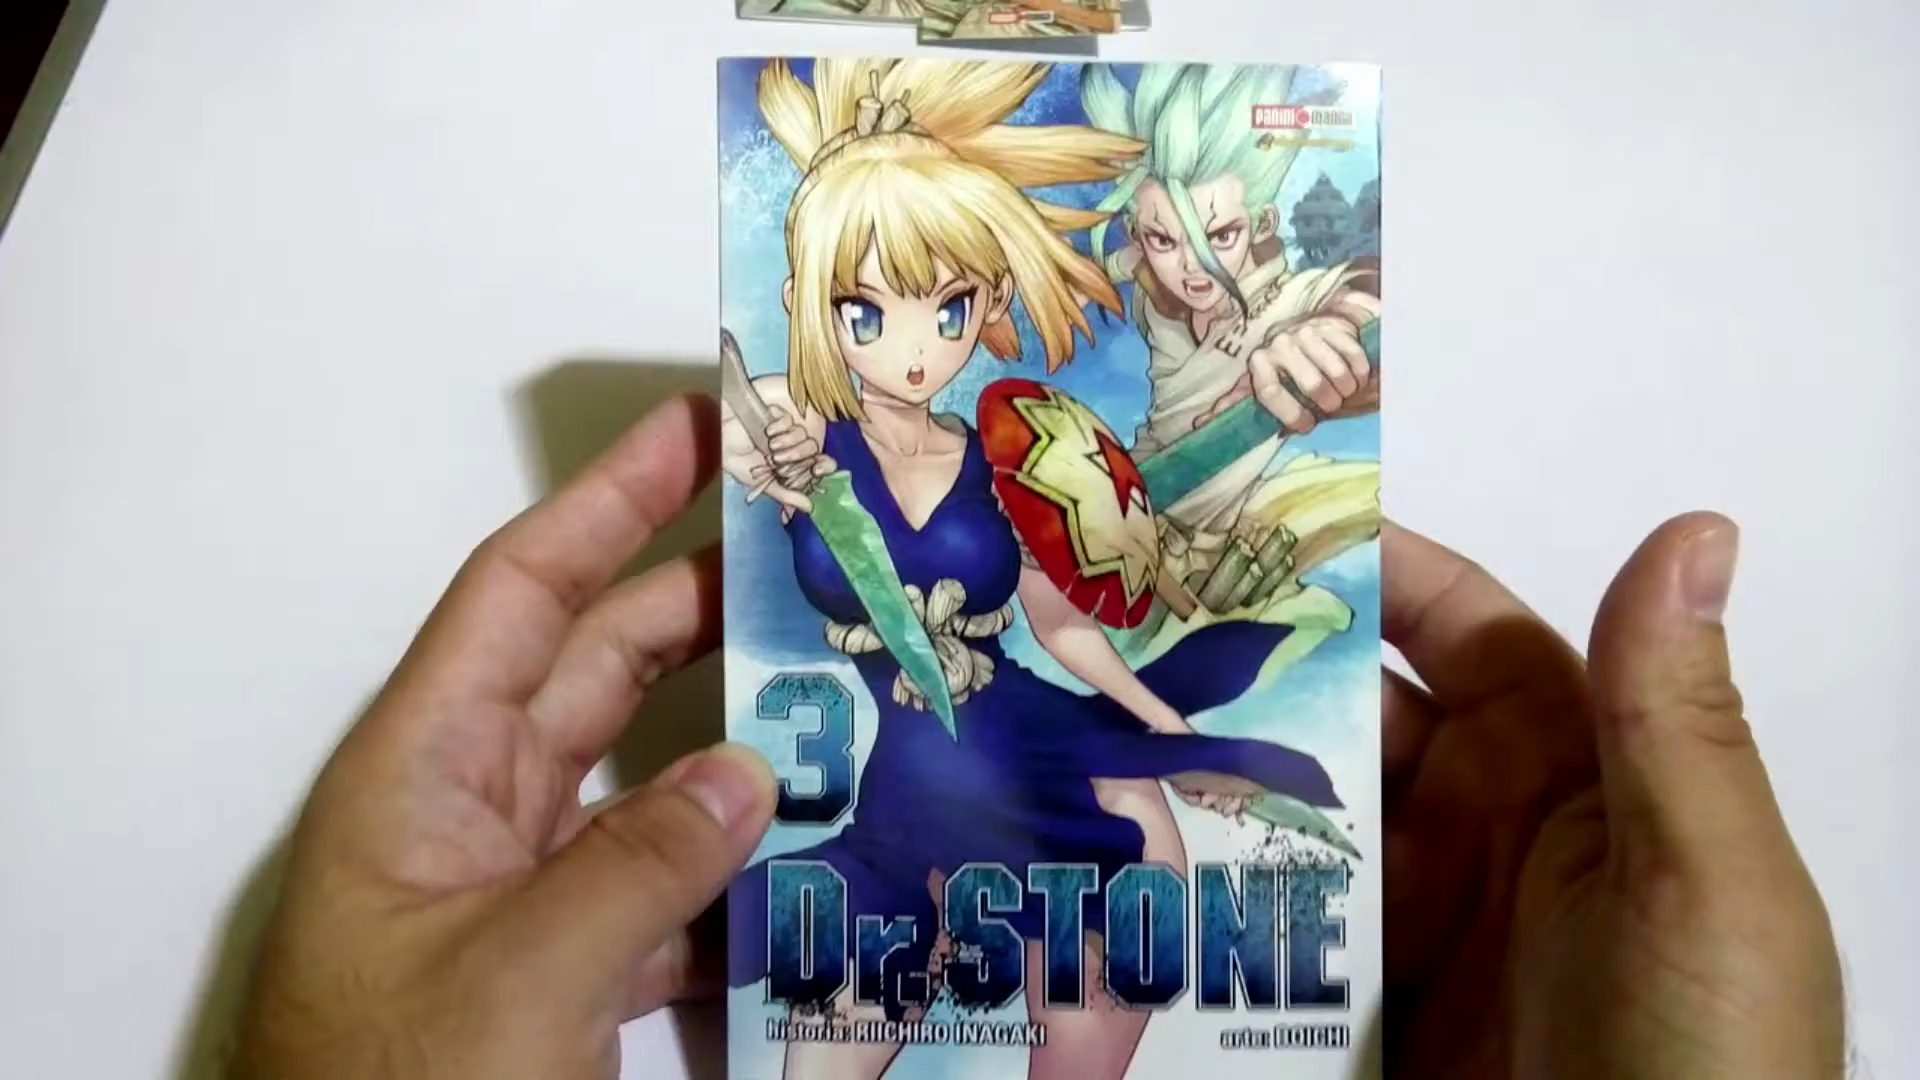 PANINI MANGA
3
Dr. STONE
historia: RIICHIRO INAGAKI
arte: BOICHI